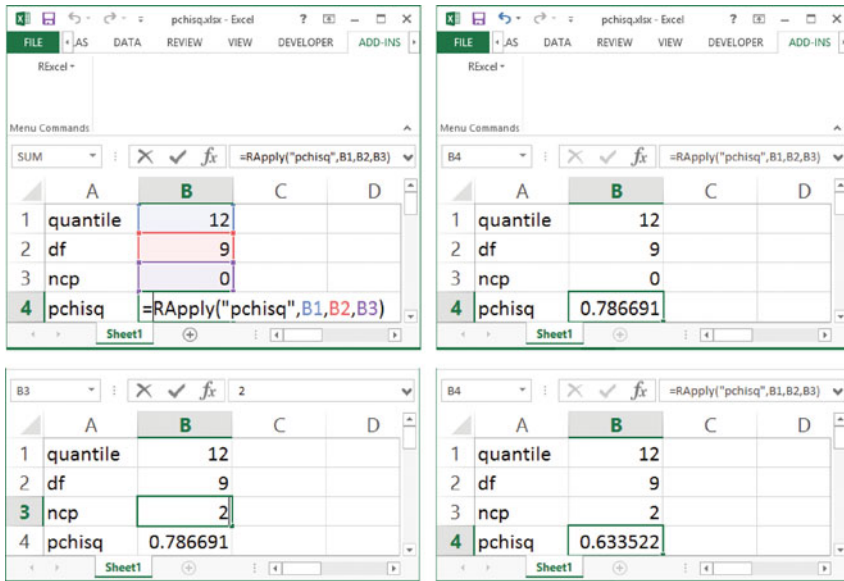 pchisq.xlsx - Excel
FILE AS DATA REVIEW VIEW DEVELOPER ADD-INS
RExcel
Menu Commands
SUM fx =RApply("pchisq",B1,B2,B3)
A B C D
1 quantile 12
2 df 9
3 ncp 0
4 pchisq =RApply("pchisq",B1,B2,B3)
Sheet1
pchisq.xlsx - Excel
FILE AS DATA REVIEW VIEW DEVELOPER ADD-INS
RExcel
Menu Commands
B4 fx =RApply("pchisq",B1,B2,B3)
A B C D
1 quantile 12
2 df 9
3 ncp 0
4 pchisq 0.786691
Sheet1
B3 fx 2
A B C D
1 quantile 12
2 df 9
3 ncp 2
4 pchisq 0.786691
Sheet1
B4 fx =RApply("pchisq",B1,B2,B3)
A B C D
1 quantile 12
2 df 9
3 ncp 2
4 pchisq 0.633522
Sheet1